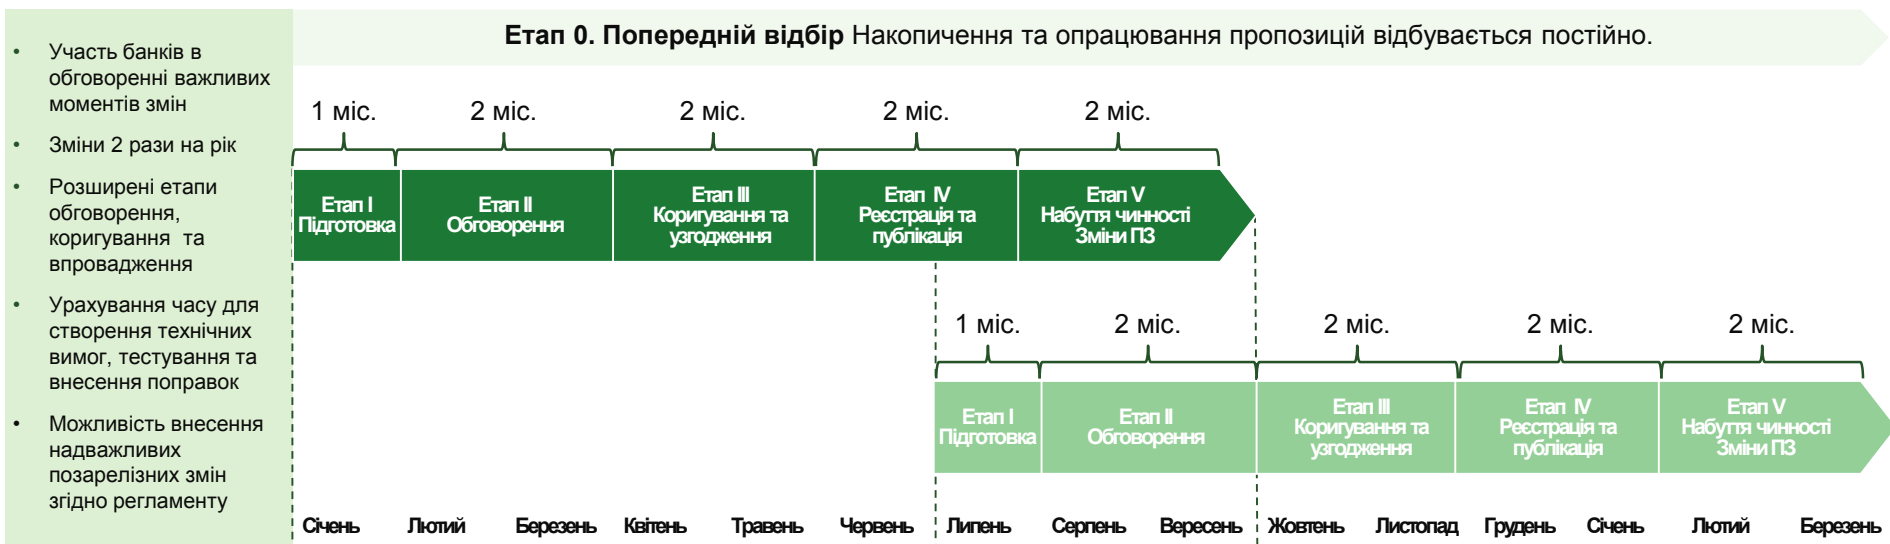 • Участь банків в
обговоренні важливих
моментів змін
• Зміни 2 рази на рік
• Розширені етапи
обговорення,
коригування та
впровадження
• Урахування часу для
створення технічних
вимог, тестування та
внесення поправок
• Можливість внесення
надважливих
позарелізних змін
згідно регламенту
Етап 0. Попередній відбір Накопичення та опрацювання пропозицій відбувається постійно.
1 міс. 2 міс. 2 міс. 2 міс. 2 міс.
Етап I
Підготовка
Етап II
Обговорення
Етап III
Коригування та
узгодження
Етап IV
Реєстрація та
публікація
Етап V
Набуття чинності
Зміни ПЗ
1 міс. 2 міс. 2 міс. 2 міс. 2 міс.
Етап I
Підготовка
Етап II
Обговорення
Етап III
Коригування та
узгодження
Етап IV
Реєстрація та
публікація
Етап V
Набуття чинності
Зміни ПЗ
Січень Лютий Березень Квітень Травень Червень Липень Серпень Вересень Жовтень Листопад Грудень Січень Лютий Березень